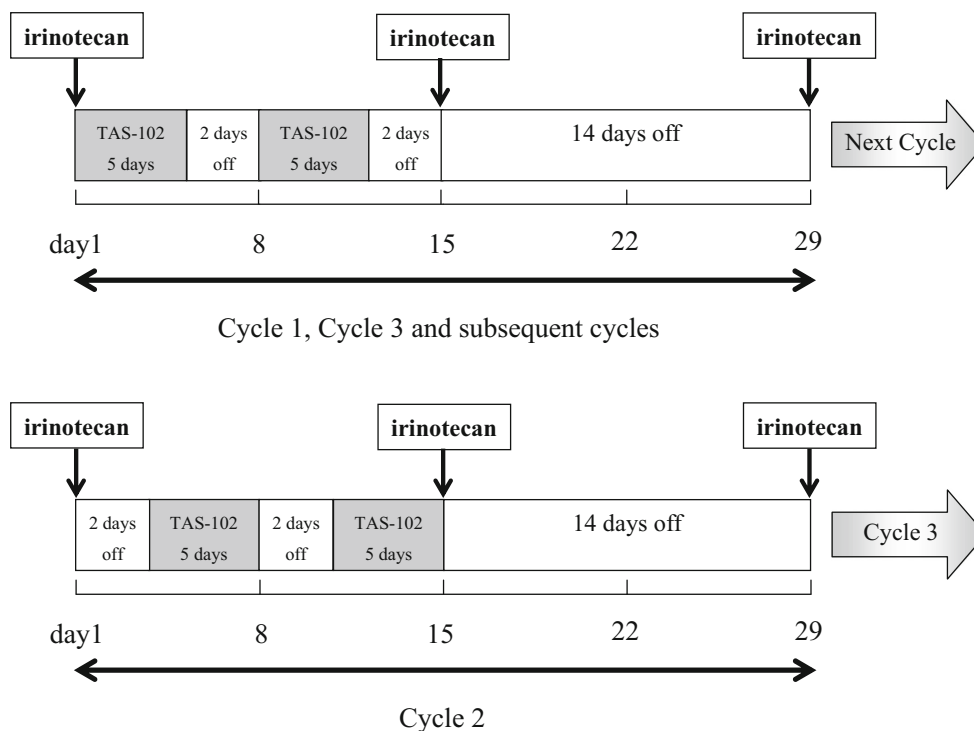 irinotecan irinotecan irinotecan
TAS-102 2 days TAS-102 2 days 14 days off Next Cycle
5 days off 5 days off
day1 8 15 22 29
Cycle 1, Cycle 3 and subsequent cycles
irinotecan irinotecan irinotecan
2 days TAS-102 2 days TAS-102 14 days off Cycle 3
off 5 days off 5 days
day1 8 15 22 29
Cycle 2